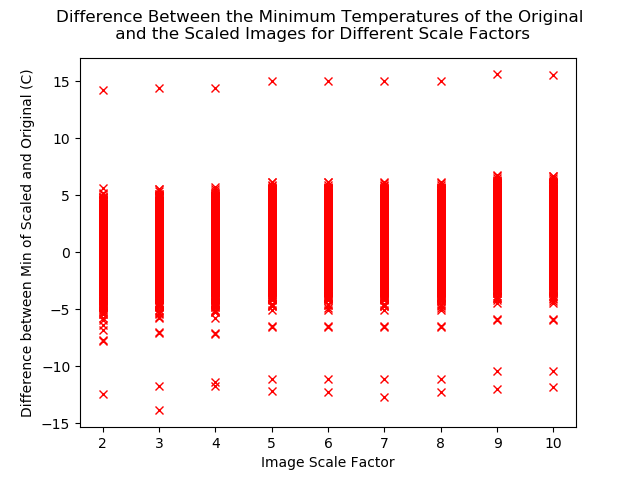 Difference Between the Minimum Temperatures of the Original
and the Scaled Images for Different Scale Factors
Difference between Min of Scaled and Original (C)
15
10
5
0
−5
−10
−15
2 3 4 5 6 7 8 9 10
Image Scale Factor